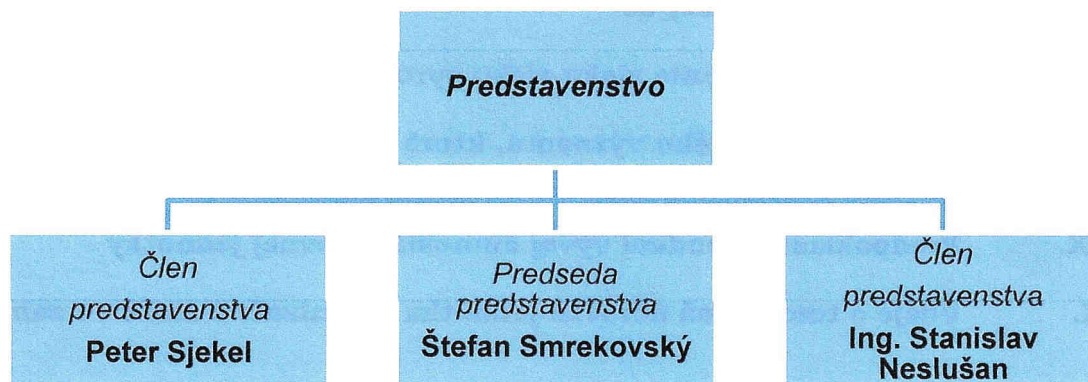 Predstavenstvo
Člen
predstavenstva
Peter Sjekel
Predseda
predstavenstva
Štefan Smrekovský
Člen
predstavenstva
Ing. Stanislav
Neslušan